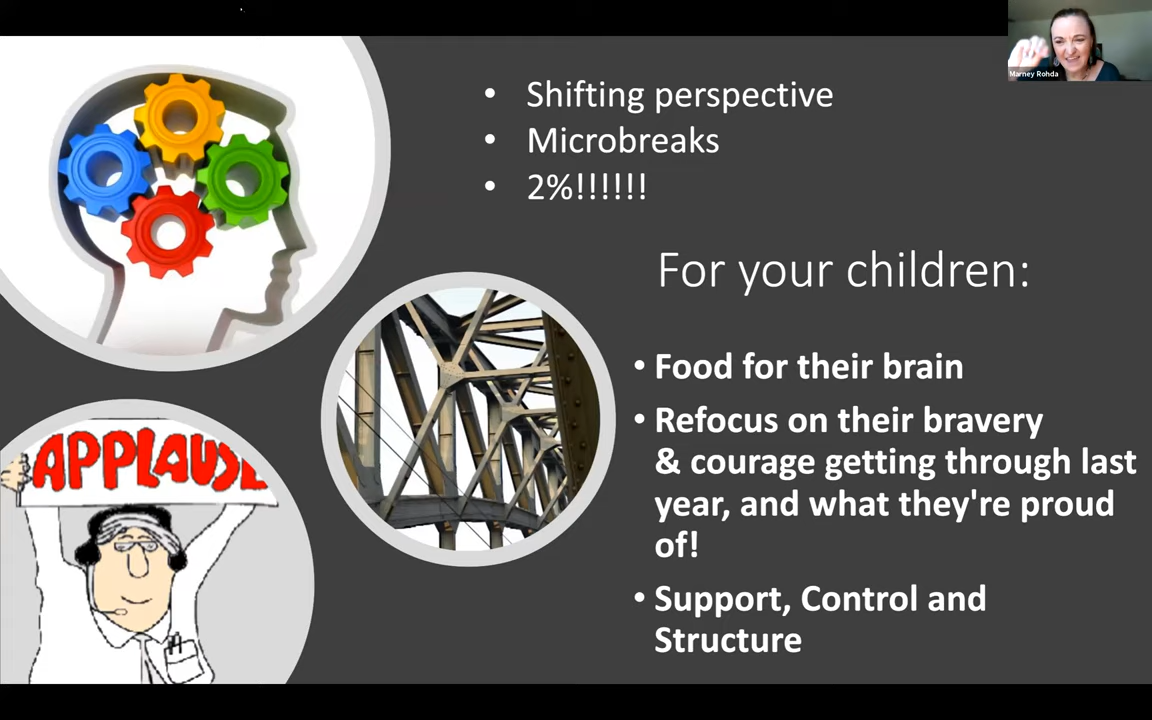 Marney Rohda
• Shifting perspective
• Microbreaks
• 2%!!!!!!
For your children:
• Food for their brain
• Refocus on their bravery
& courage getting through last
year, and what they're proud
of!
• Support, Control and
Structure
APPLAUSE